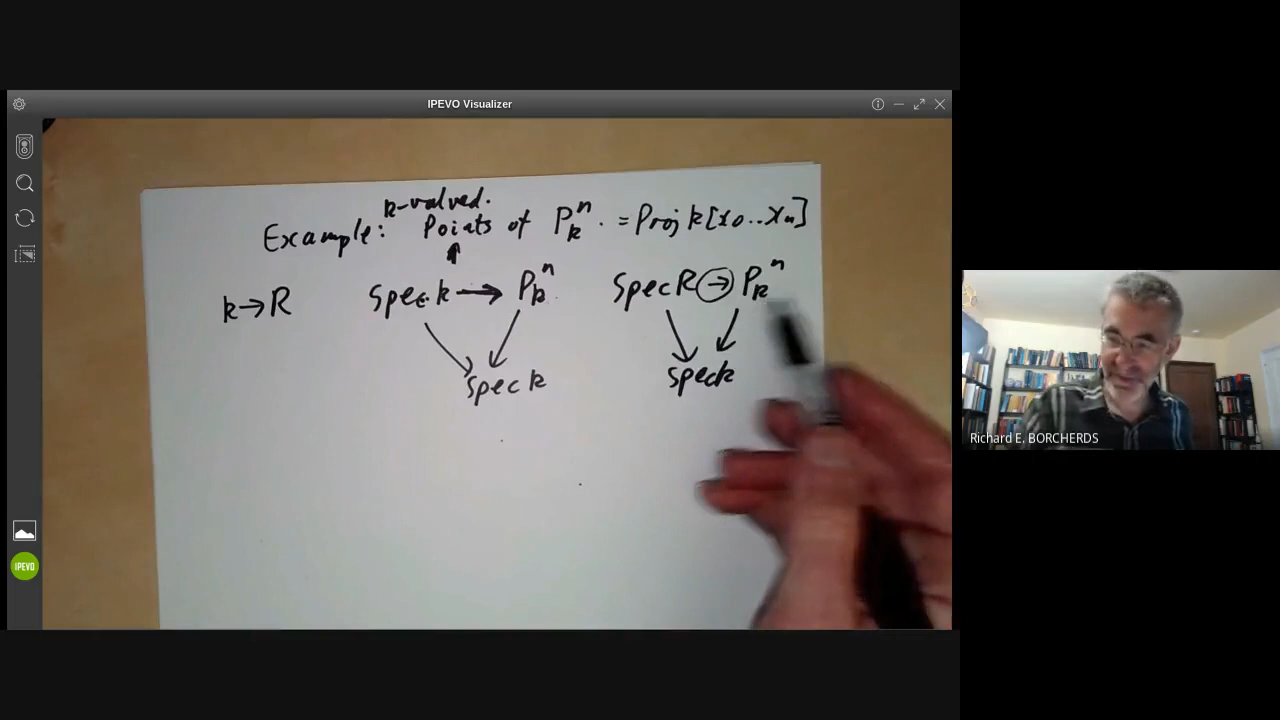 IPEVO Visualizer
k-valued.
Example: Points of P^n_k. = Proj k[x0..xn]
k→R Spec k → P^n_k Spec R → P^n_k
Spec k Spec k
IPEVO
Richard E. BORCHERDS